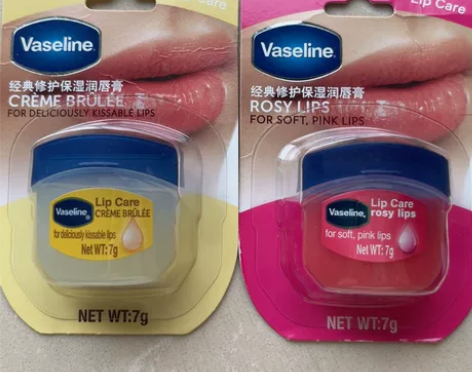 Lip Care
Vaseline
经典修护保湿润唇膏
CRÈME BRÛLÉE
FOR DELICIOUSLY KISSABLE LIPS
Vaseline
Lip Care
CRÈME BRÛLÉE
for deliciously kissable lips
Net WT: 7g
NET WT:7g
Lip Care
Vaseline
经典修护保湿润唇膏
ROSY LIPS
FOR SOFT, PINK LIPS
Vaseline
Lip Care
rosy lips
for soft, pink lips
Net WT: 7g
NET WT:7g